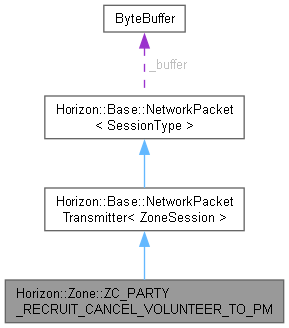 ByteBuffer
_buffer
Horizon::Base::NetworkPacket
< SessionType >
Horizon::Base::NetworkPacket
Transmitter< ZoneSession >
Horizon::Zone::ZC_PARTY
_RECRUIT_CANCEL_VOLUNTEER_TO_PM